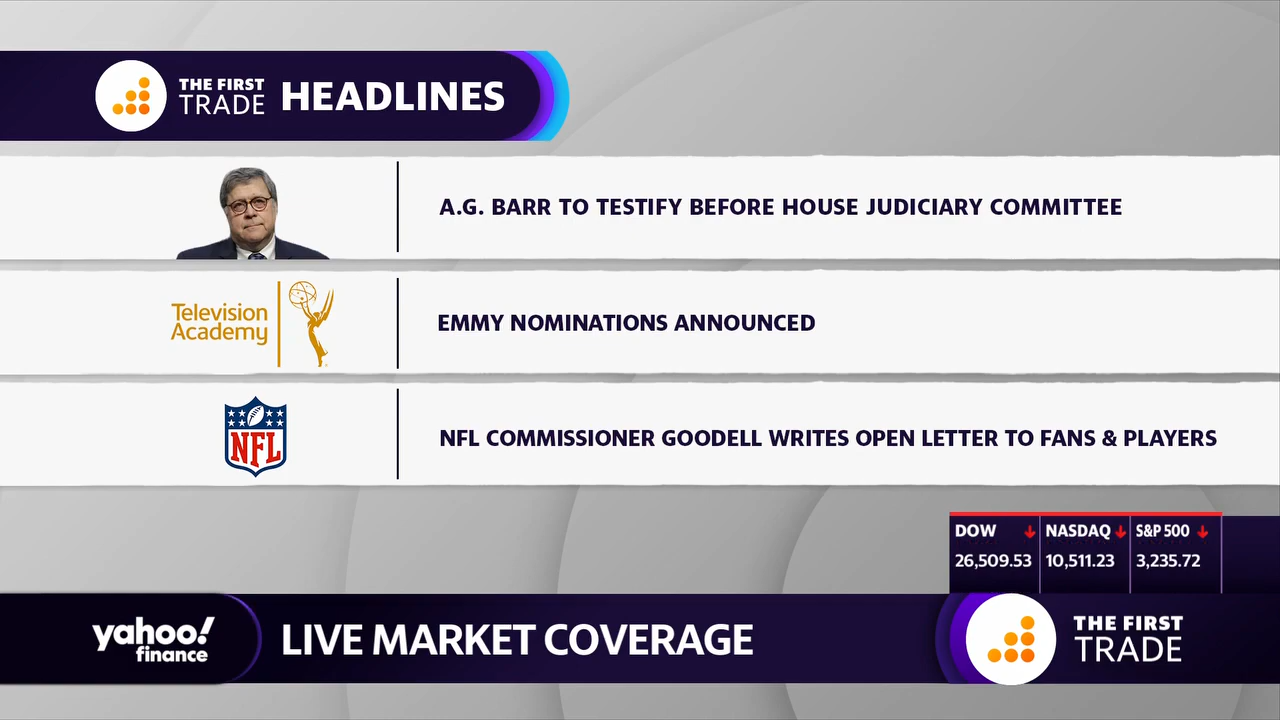 THE FIRST
TRADE
HEADLINES
A.G. BARR TO TESTIFY BEFORE HOUSE JUDICIARY COMMITTEE
Television
Academy
EMMY NOMINATIONS ANNOUNCED
NFL
NFL COMMISSIONER GOODELL WRITES OPEN LETTER TO FANS & PLAYERS
DOW NASDAQ S&P 500
26,509.53 10,511.23 3,235.72
yahoo!
finance
LIVE MARKET COVERAGE
THE FIRST
TRADE